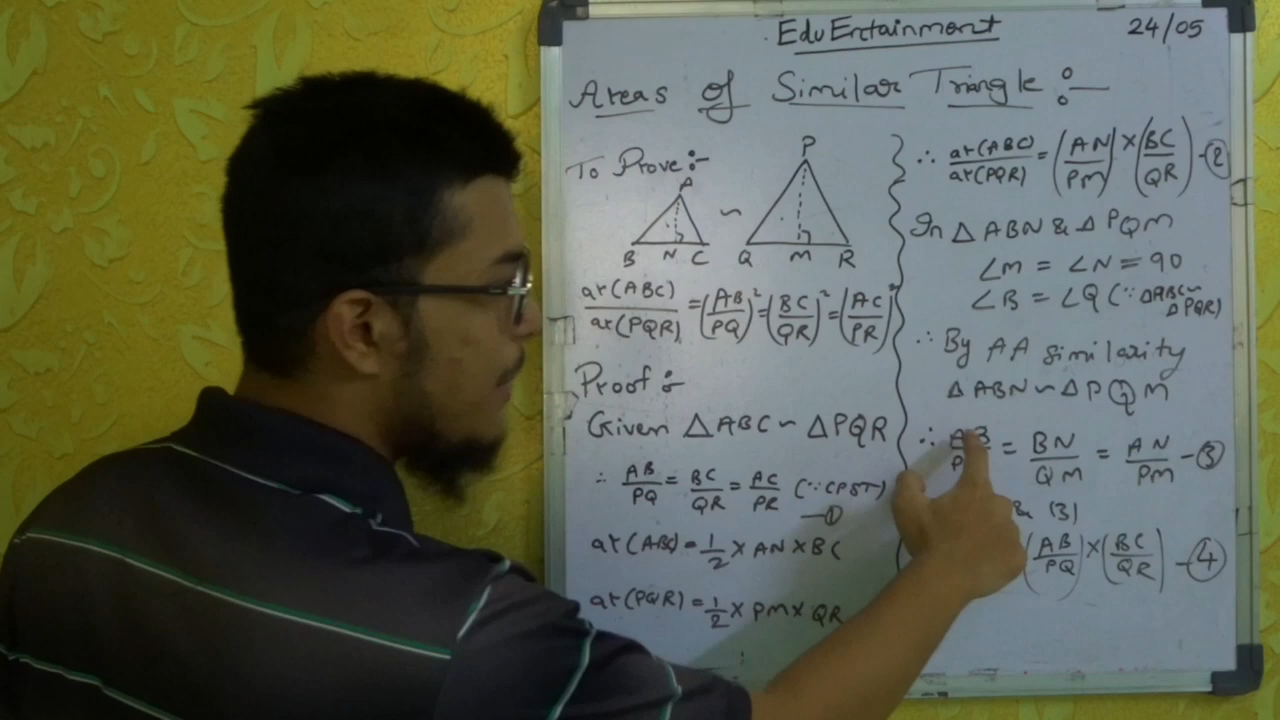 EduEntainment 24/05
Areas of Similar Triangle :-
To Prove :-
A
B N C
~
P
Q M R
ar(ABC)/ar(PQR) = (AB/PQ)² = (BC/QR)² = (AC/PR)²
Proof :-
Given △ABC ~ △PQR
∴ AB/PQ = BC/QR = AC/PR (∵ CPST)
—①
ar(ABC) = 1/2 × AN × BC
ar(PQR) = 1/2 × PM × QR
∴ ar(ABC)/ar(PQR) = (AN/PM) × (BC/QR) -②
In △ABN & △PQM
∠M = ∠N = 90
∠B = ∠Q (∵ △ABC ~ △PQR)
∴ By AA similarity
△ABN ~ △PQM
∴ AB/P = BN/QM = AN/PM -③
& (3)
(AB/PQ) × (BC/QR) -④